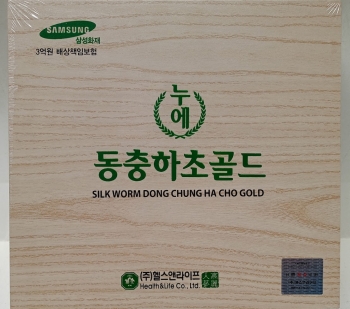 SAMSUNG
삼성화재
3억원 배상책임보험
누에
동충하초골드
SILK WORM DONG CHUNG HA CHO GOLD
(주)헬스앤라이프
Health&Life Co., Ltd.